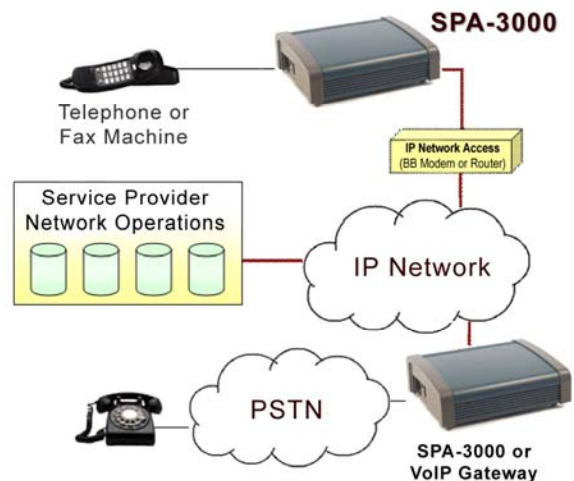 SPA-3000
Telephone or
Fax Machine
IP Network Access
(BB Modem or Router)
Service Provider
Network Operations
IP Network
PSTN
SPA-3000 or
VoIP Gateway